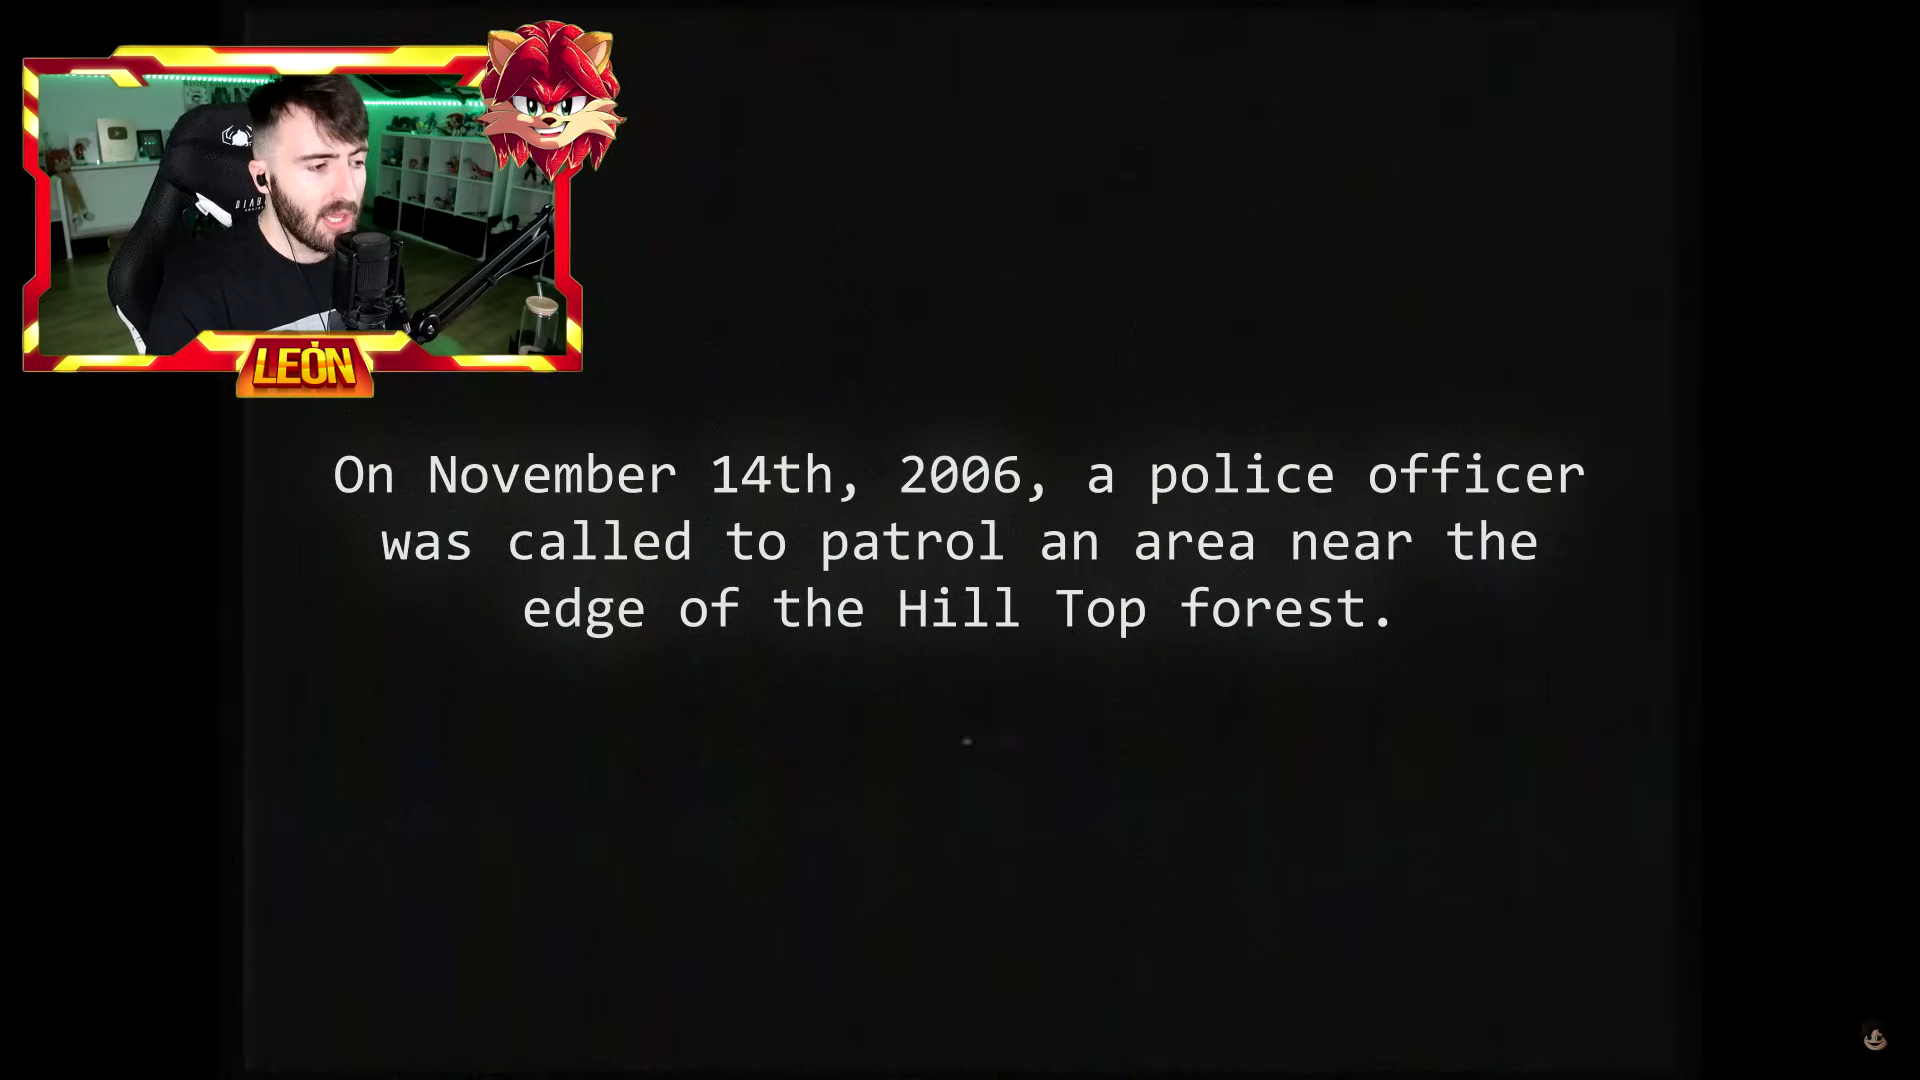 DIAB
LEÓN
On November 14th, 2006, a police officer
was called to patrol an area near the
edge of the Hill Top forest.